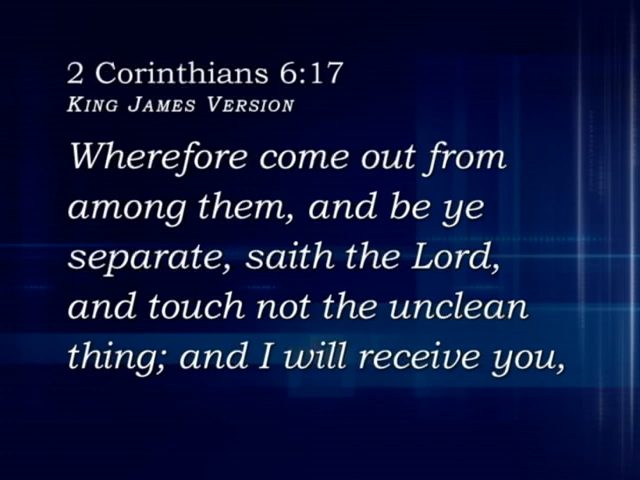 2 Corinthians 6:17
King James Version
Wherefore come out from
among them, and be ye
separate, saith the Lord,
and touch not the unclean
thing; and I will receive you,